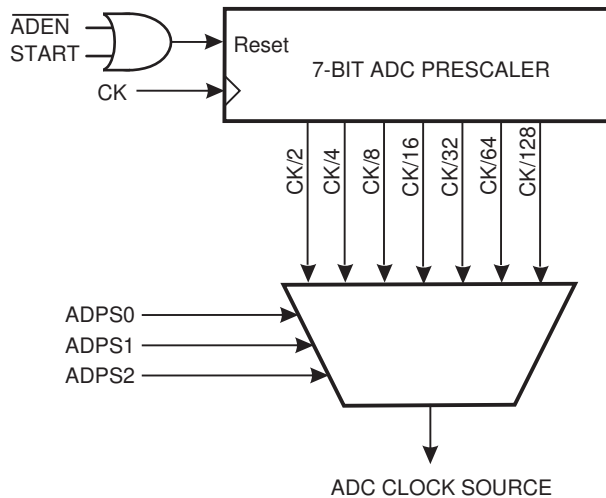 ADEN
START
Reset
7-BIT ADC PRESCALER
CK
CK/2
CK/4
CK/8
CK/16
CK/32
CK/64
CK/128
ADPS0
ADPS1
ADPS2
ADC CLOCK SOURCE